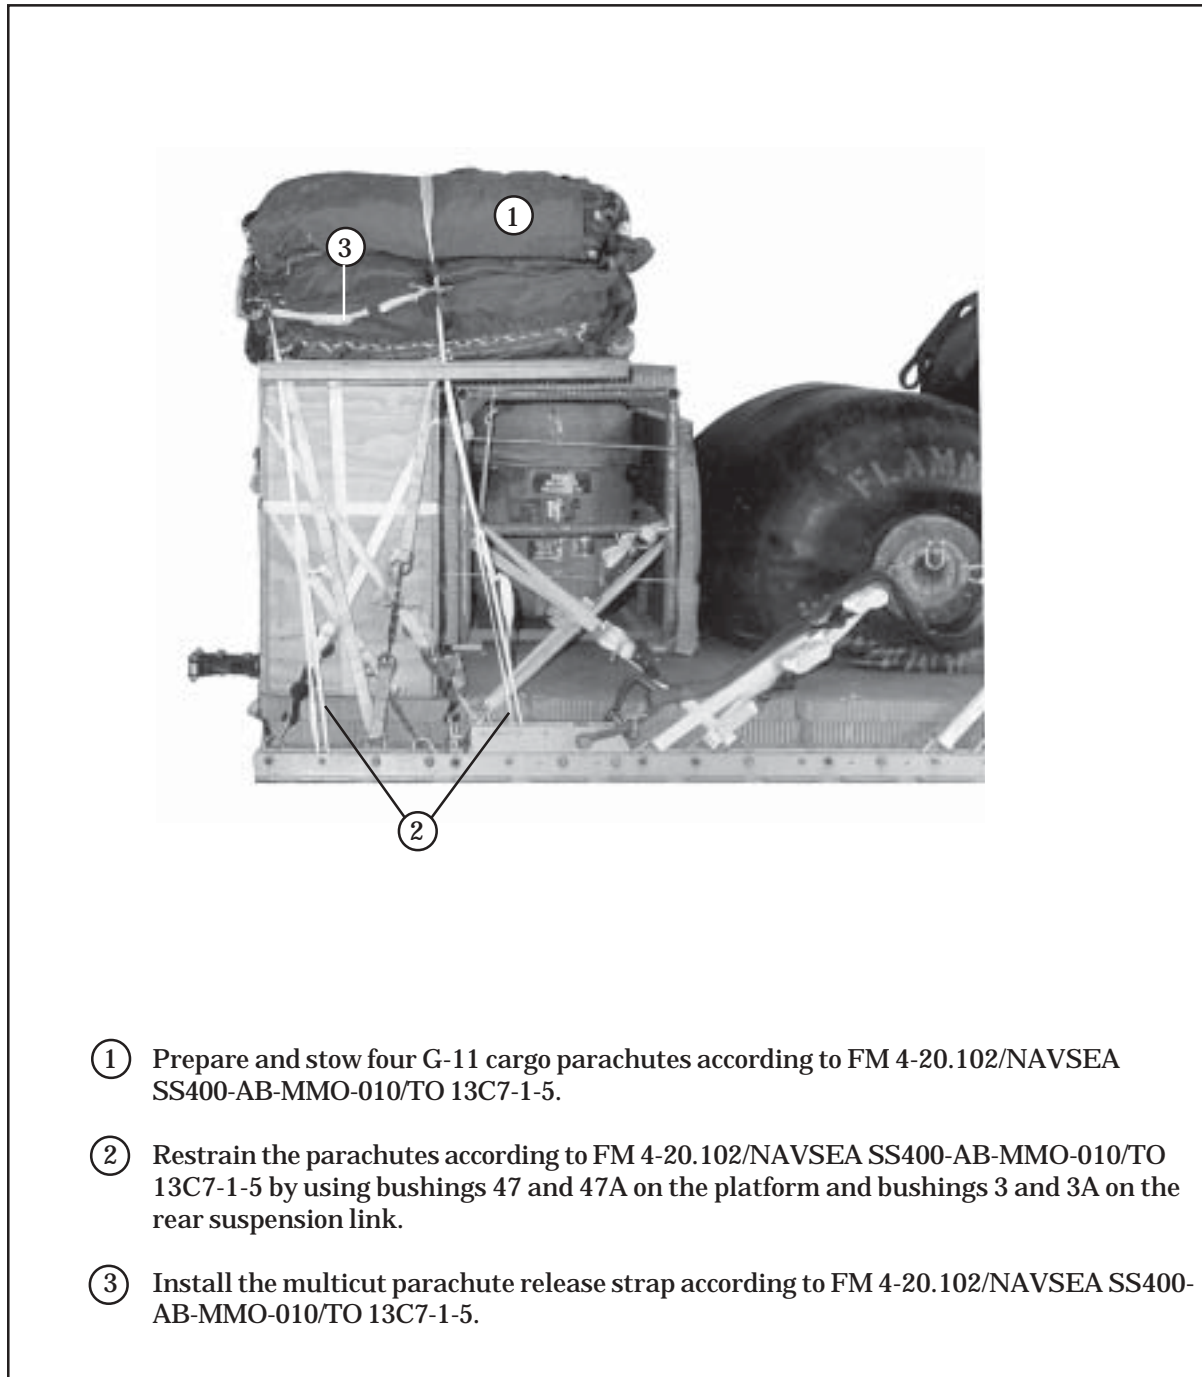 1
3
FLAMM
2
1 Prepare and stow four G-11 cargo parachutes according to FM 4-20.102/NAVSEA
SS400-AB-MMO-010/TO 13C7-1-5.
2 Restrain the parachutes according to FM 4-20.102/NAVSEA SS400-AB-MMO-010/TO
13C7-1-5 by using bushings 47 and 47A on the platform and bushings 3 and 3A on the
rear suspension link.
3 Install the multicut parachute release strap according to FM 4-20.102/NAVSEA SS400-
AB-MMO-010/TO 13C7-1-5.